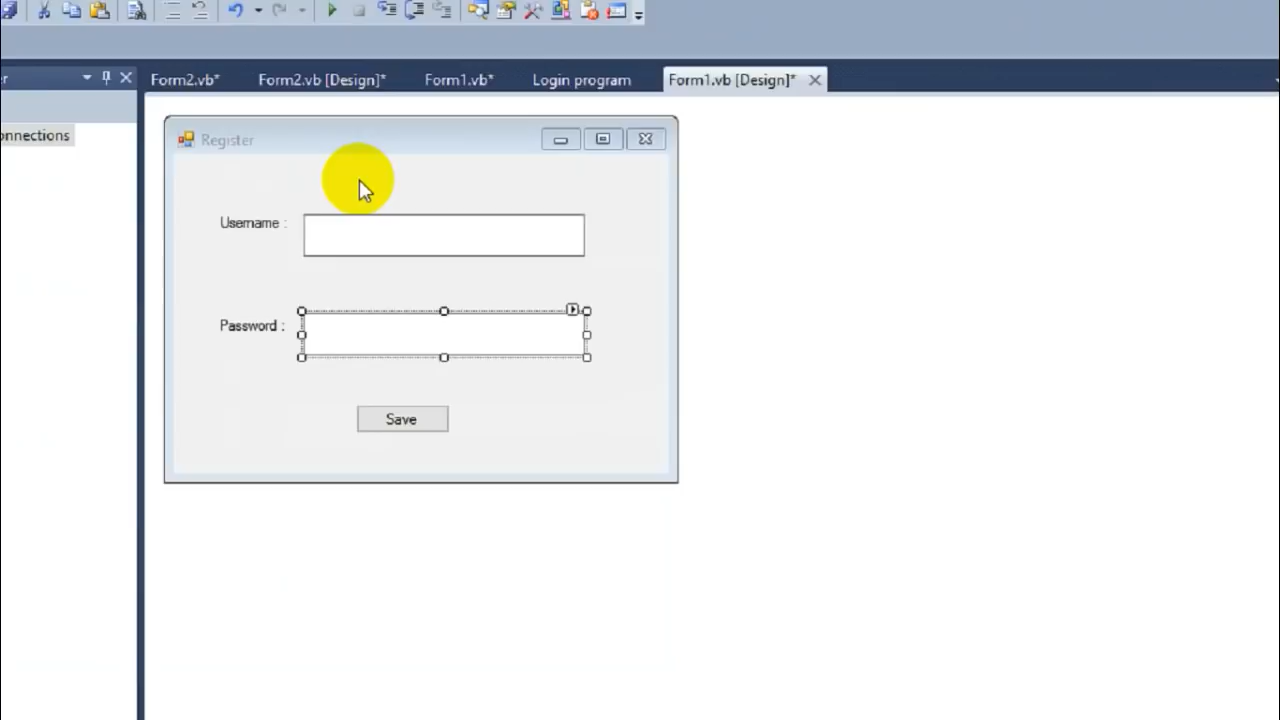 r
Form2.vb* Form2.vb [Design]* Form1.vb* Login program Form1.vb [Design]*
onnections
Register
Username :
Password :
Save